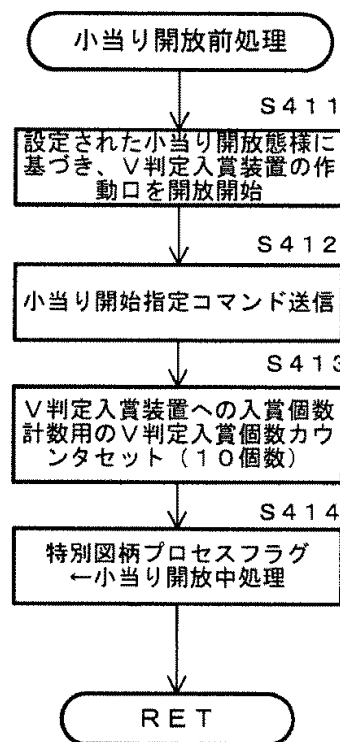 小当り開放前処理
S411
設定された小当り開放態様に
基づき、V判定入賞装置の作
動口を開放開始
S412
小当り開始指定コマンド送信
S413
V判定入賞装置への入賞個数
計数用のV判定入賞個数カウ
ンタセット（10個数）
S414
特別図柄プロセスフラグ
←小当り開放中処理
RET